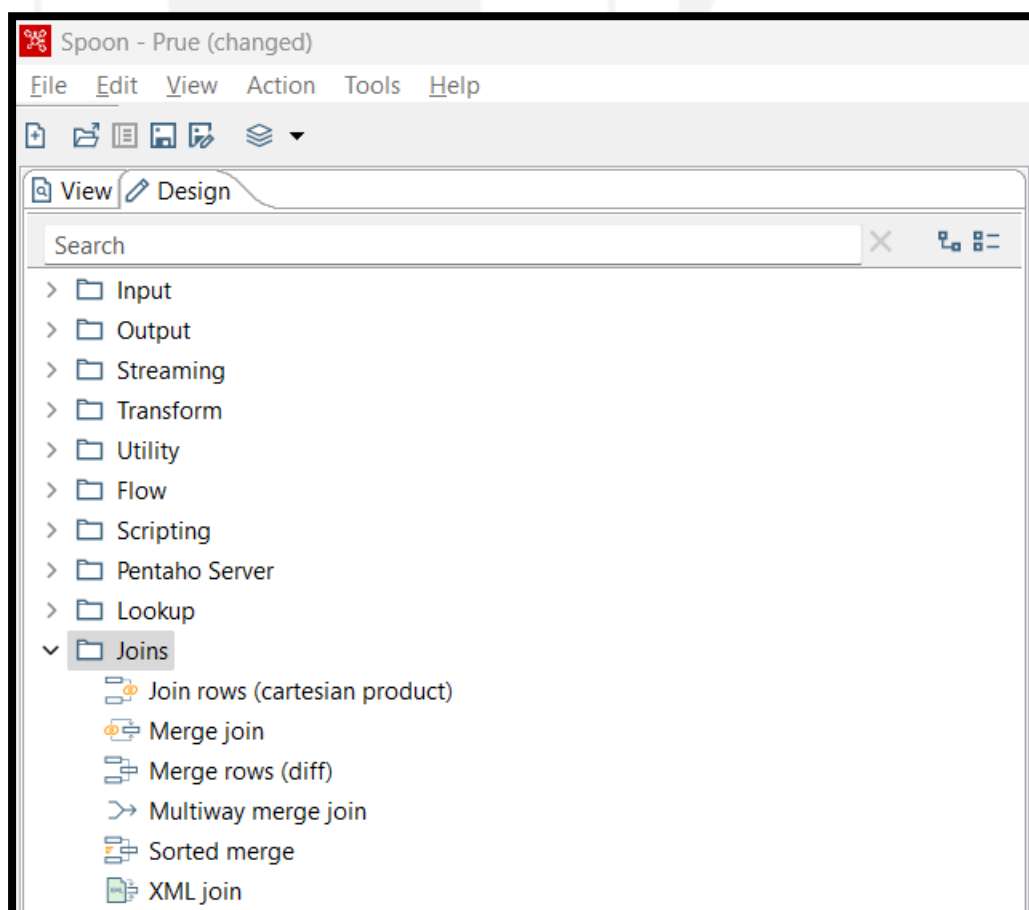 Spoon - Prue (changed)
File Edit View Action Tools Help
View Design
Search
Input
Output
Streaming
Transform
Utility
Flow
Scripting
Pentaho Server
Lookup
Joins
Join rows (cartesian product)
Merge join
Merge rows (diff)
Multiway merge join
Sorted merge
XML join